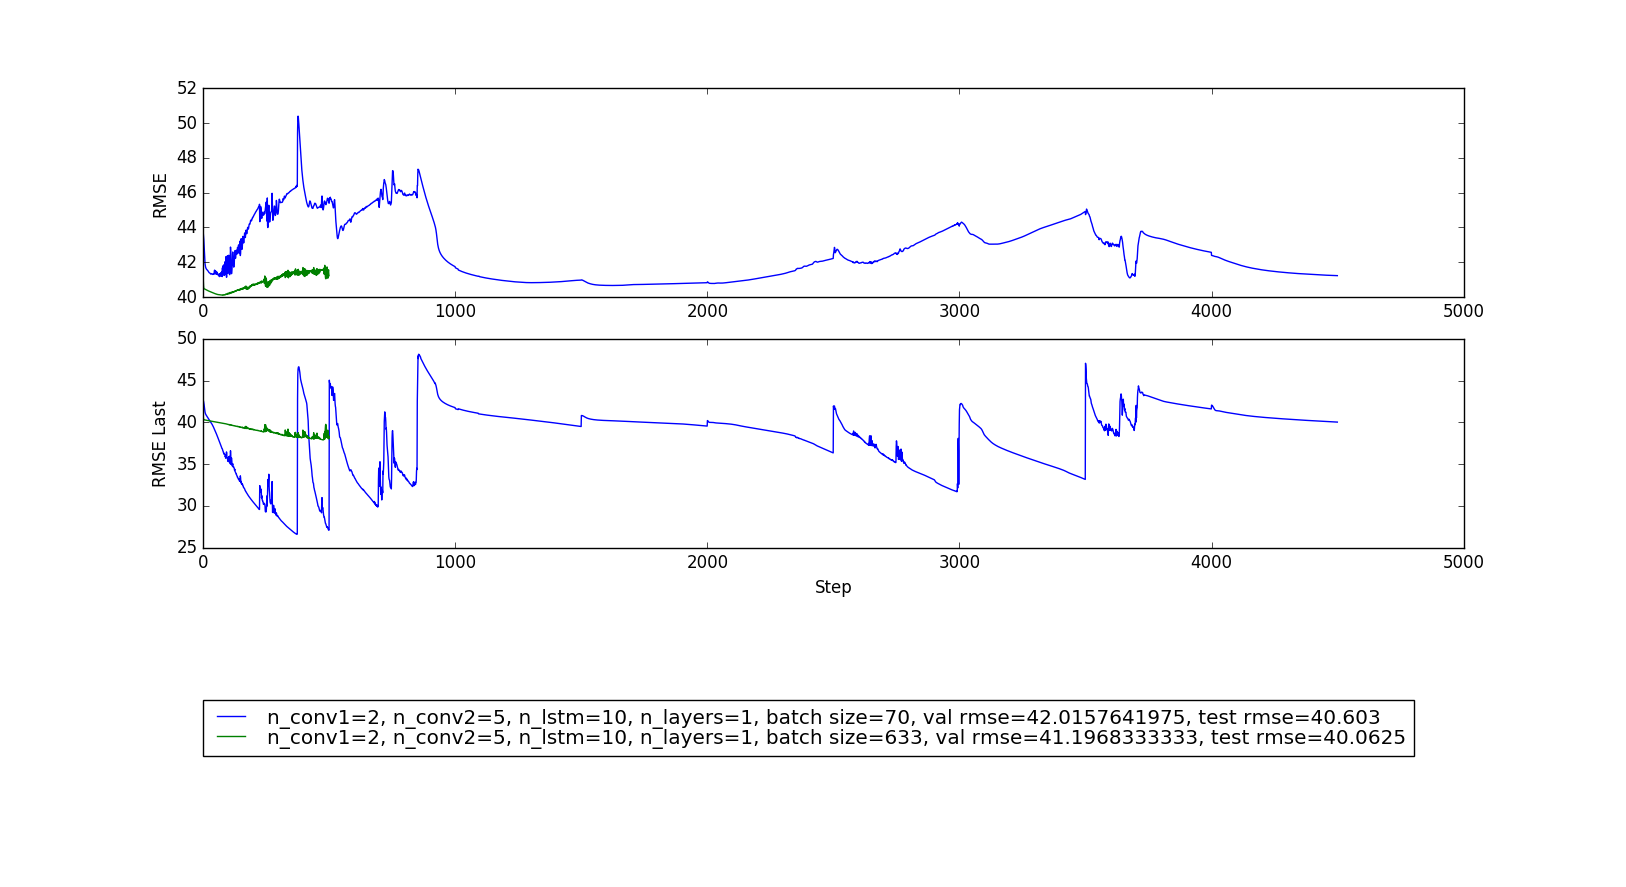 52
50
48
46
44
42
40
RMSE
0 1000 2000 3000 4000 5000
50
45
40
35
30
25
RMSE Last
0 1000 2000 3000 4000 5000
Step
n_conv1=2, n_conv2=5, n_lstm=10, n_layers=1, batch size=70, val rmse=42.0157641975, test rmse=40.603
n_conv1=2, n_conv2=5, n_lstm=10, n_layers=1, batch size=633, val rmse=41.1968333333, test rmse=40.0625